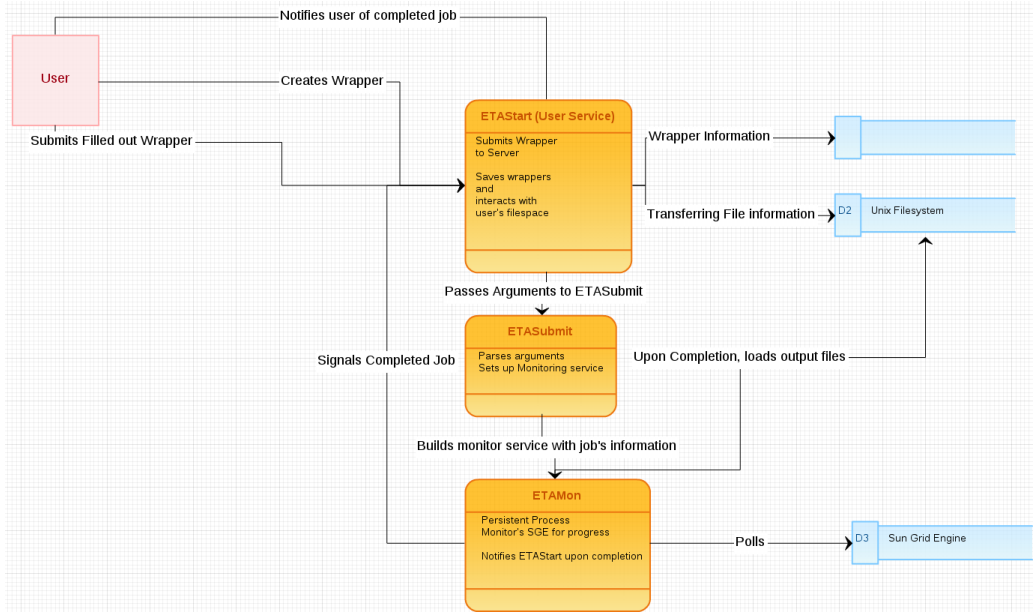 Notifies user of completed job
User
Creates Wrapper
Submits Filled out Wrapper
ETAStart (User Service)
Submits Wrapper
to Server
Saves wrappers
and
interacts with
user's filespace
Wrapper Information
Transferring File information
D2
Unix Filesystem
Passes Arguments to ETASubmit
ETASubmit
Parses arguments
Sets up Monitoring service
Signals Completed Job
Upon Completion, loads output files
Builds monitor service with job's information
ETAMon
Persistent Process
Monitor's SGE for progress
Notifies ETAStart upon completion
Polls
D3
Sun Grid Engine